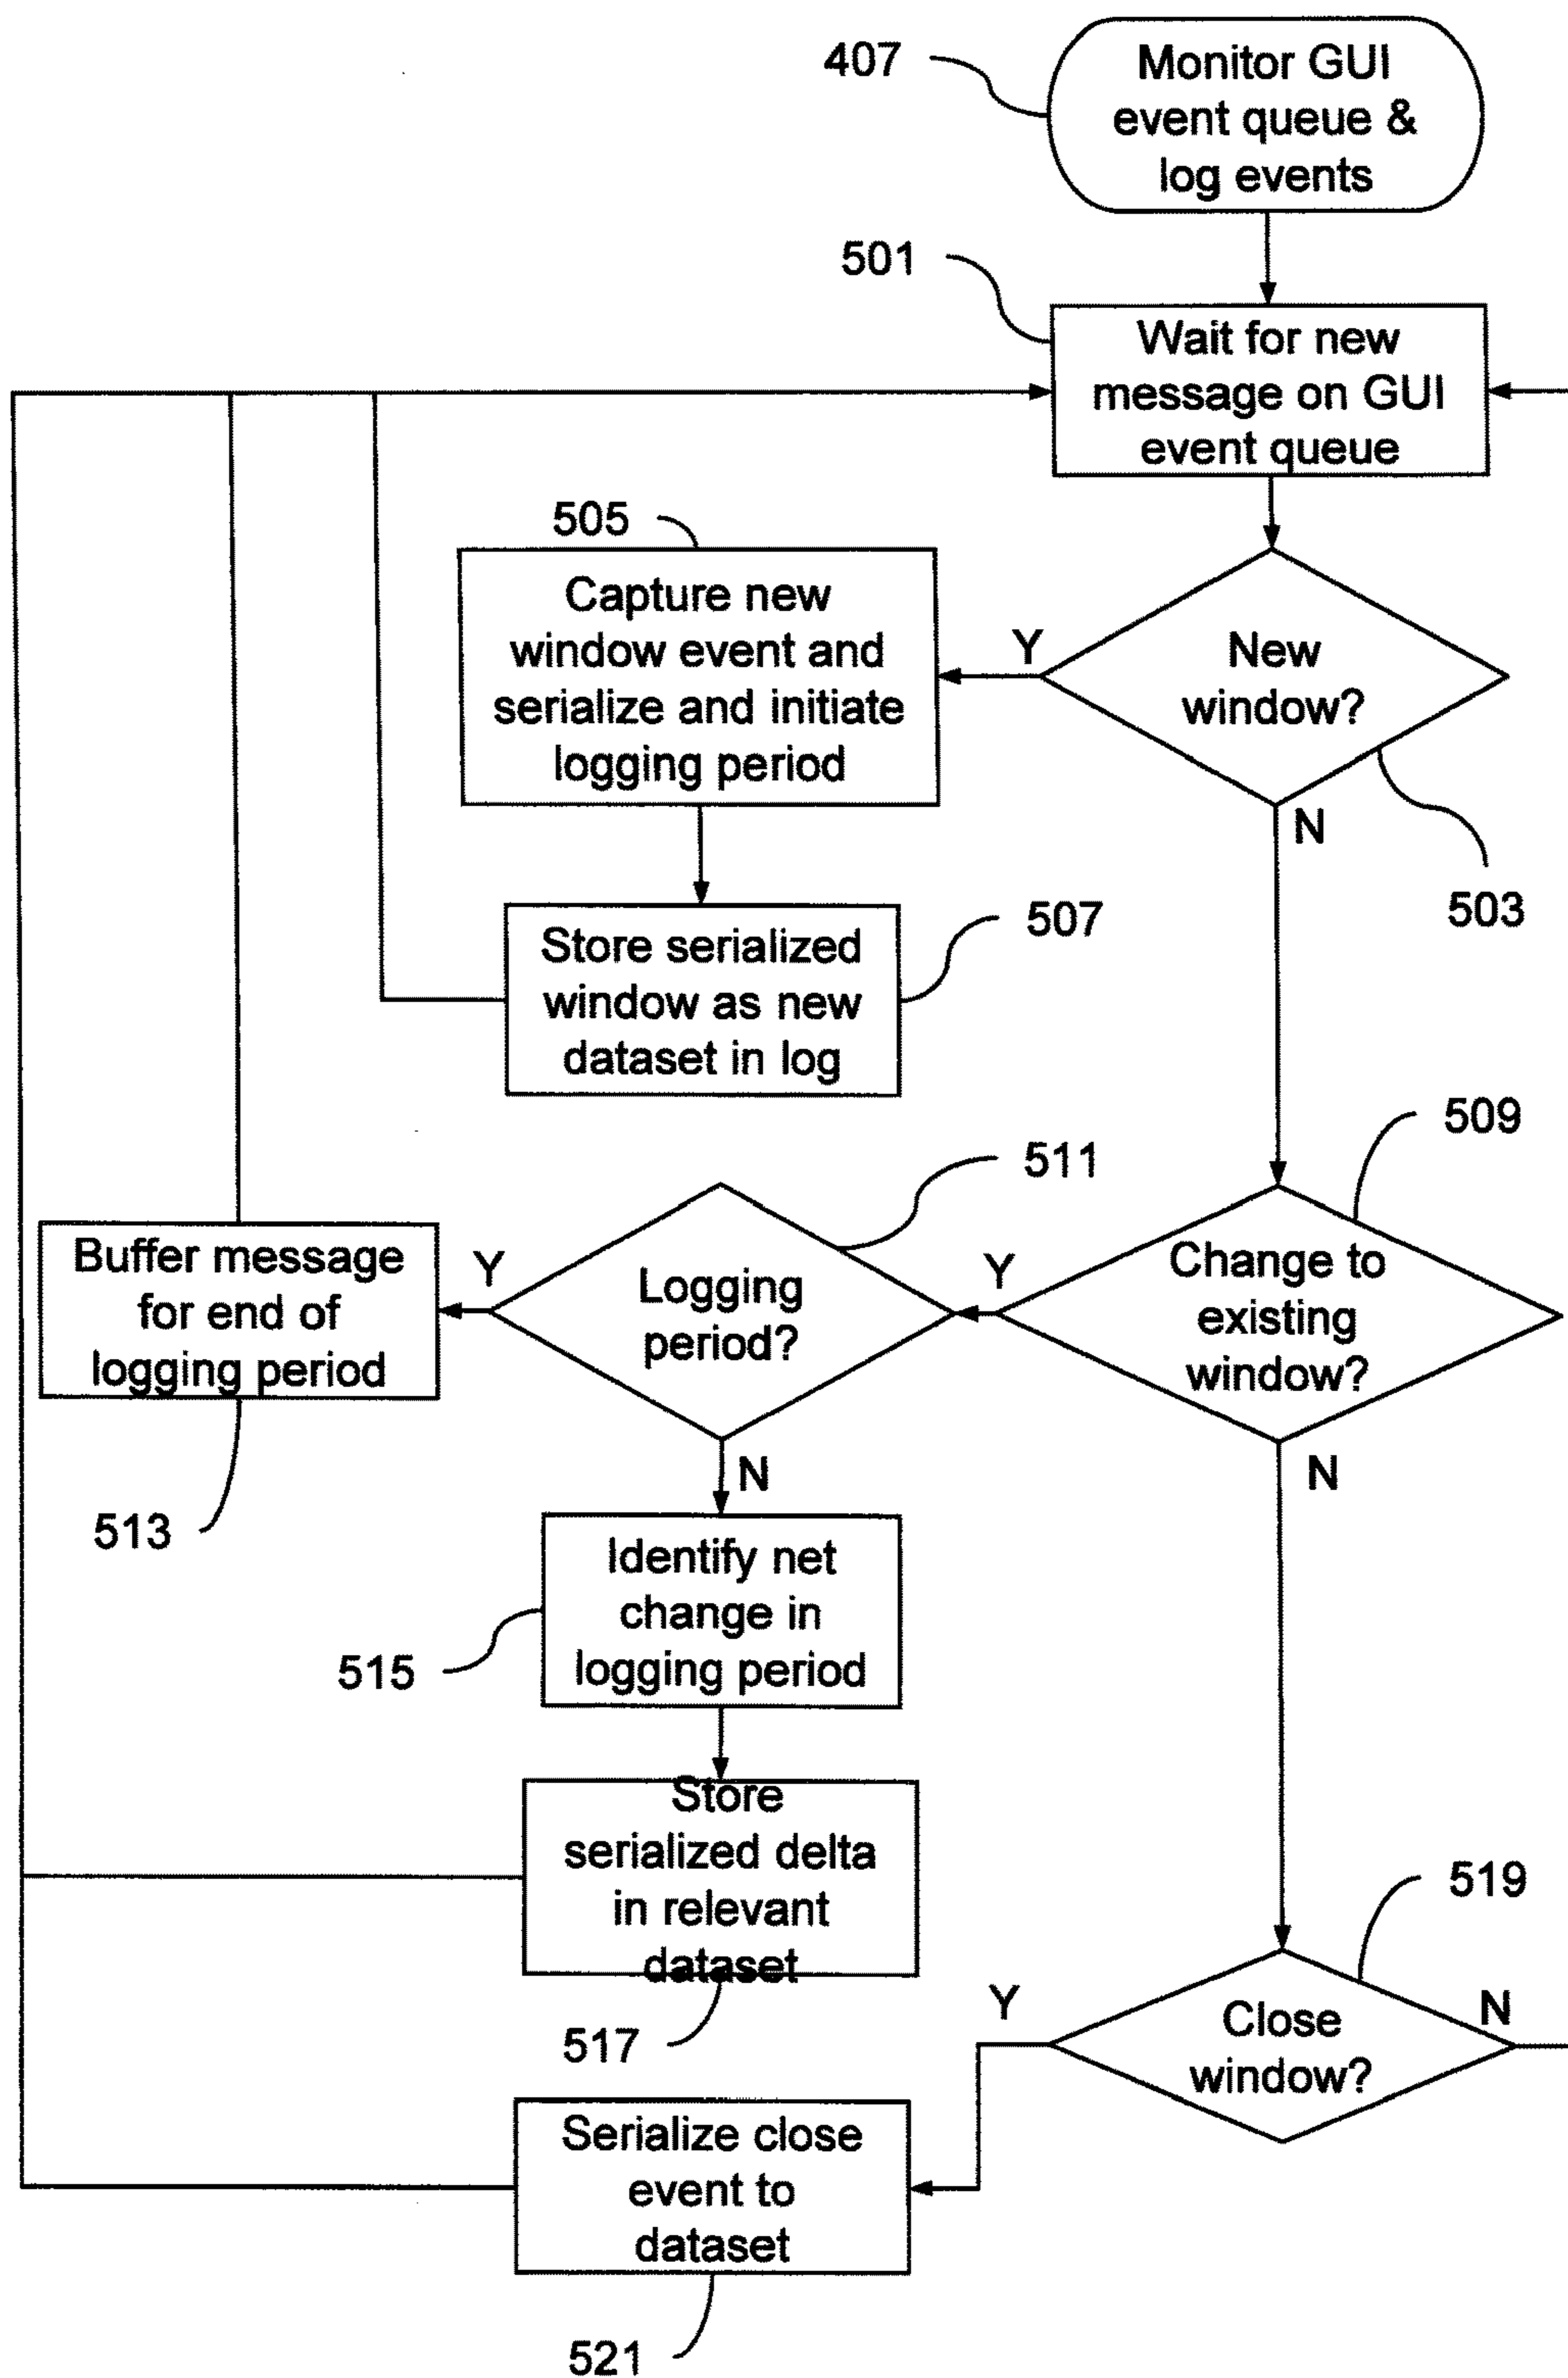 407
Monitor GUI
event queue &
log events
501
Wait for new
message on GUI
event queue
505
Capture new
window event and
serialize and initiate
logging period
Y
New
window?
N
503
507
Store serialized
window as new
dataset in log
509
511
Buffer message
for end of
logging period
Y
Logging
period?
Y
Change to
existing
window?
N
N
513
Identify net
change in
logging period
515
Store
serialized delta
in relevant
dataset
517
519
Y
Close
window?
N
Serialize close
event to
dataset
521